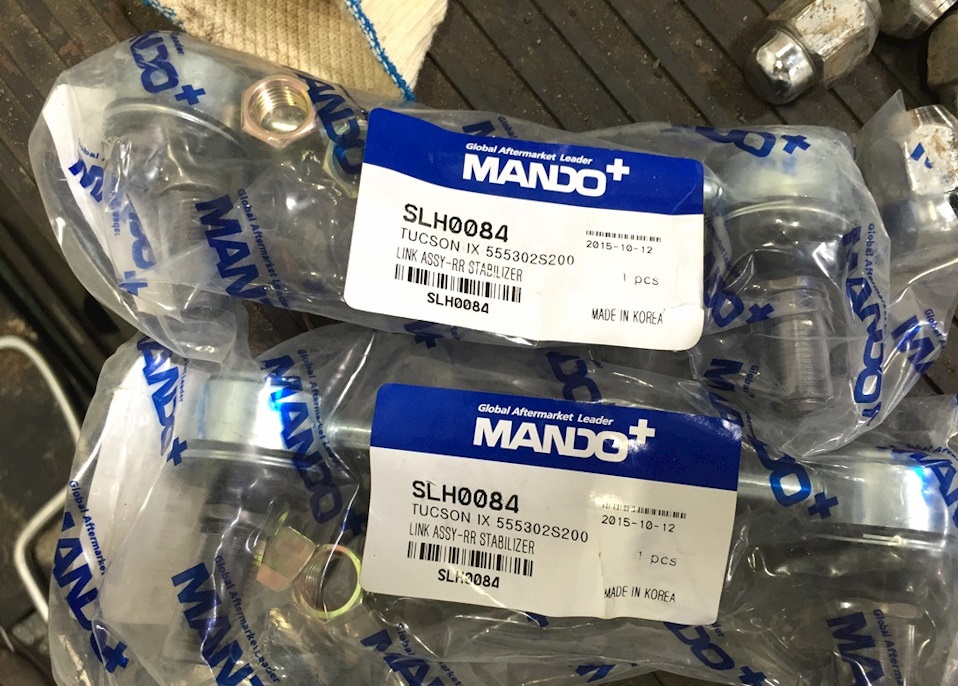 Global Aftermarket Leader
MANDO+
SLH0084
TUCSON IX 555302S200
LINK ASSY-RR STABILIZER
SLH0084
2015-10-12
1 pcs
MADE IN KOREA
Global Aftermarket Leader
MANDO+
SLH0084
TUCSON IX 555302S200
LINK ASSY-RR STABILIZER
SLH0084
2015-10-12
1 pcs
MADE IN KOREA